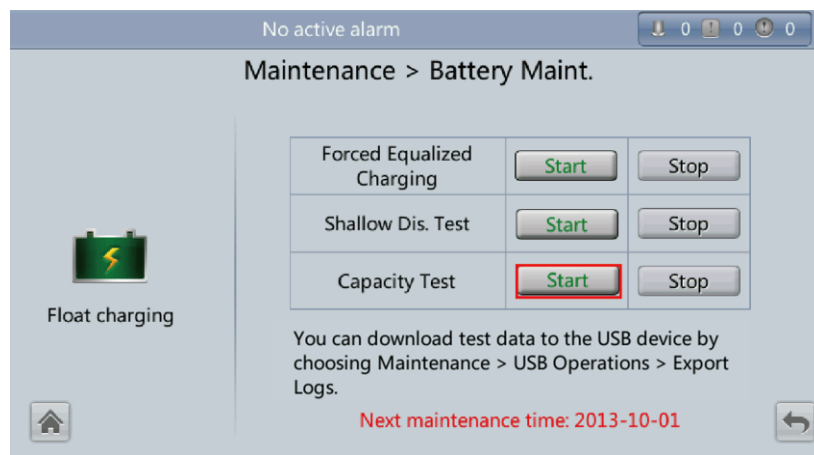 No active alarm
0 0 0
Maintenance > Battery Maint.
Forced Equalized
Charging
Start
Stop
Shallow Dis. Test
Start
Stop
Capacity Test
Start
Stop
Float charging
You can download test data to the USB device by
choosing Maintenance > USB Operations > Export
Logs.
Next maintenance time: 2013-10-01